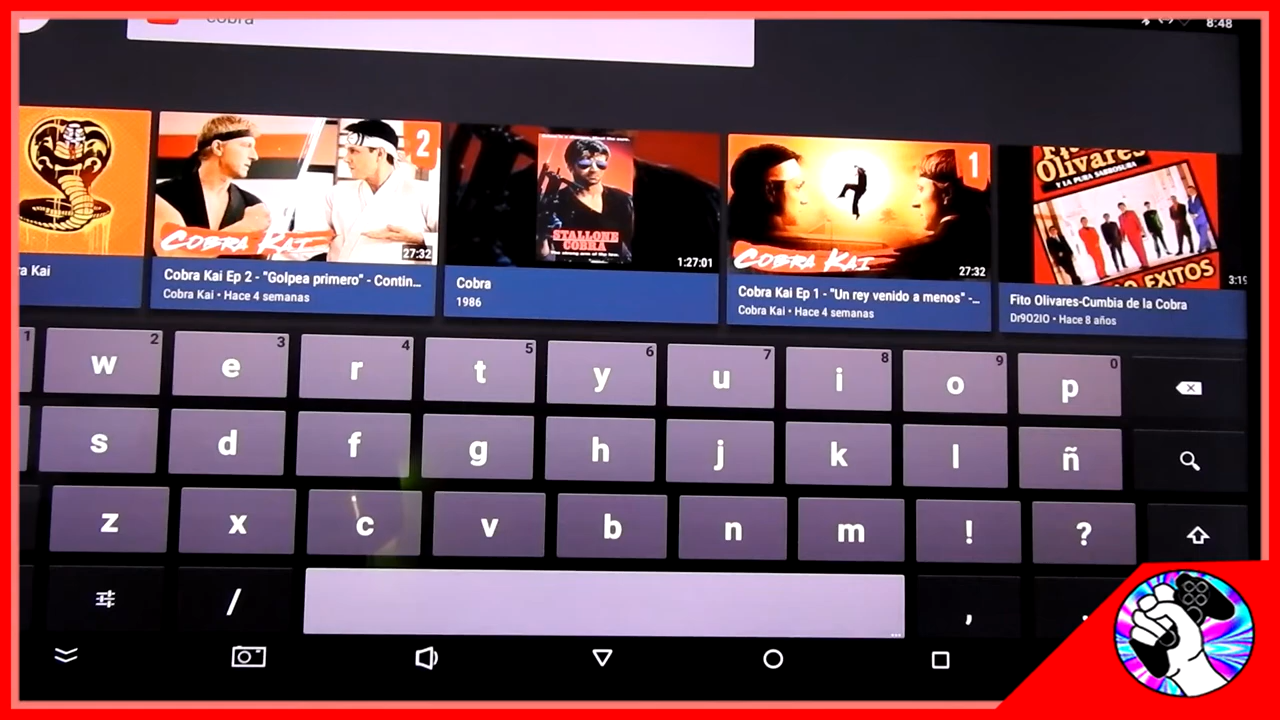 cobra
8:48
ra Kai
2
COBRA KAI
27:32
Cobra Kai Ep 2 - "Golpea primero" - Contin...
Cobra Kai • Hace 4 semanas
STALLONE
COBRA
1:27:01
Cobra
1986
1
COBRA KAI
27:32
Cobra Kai Ep 1 - "Un rey venido a menos" -...
Cobra Kai • Hace 4 semanas
Olivares
Y LA PURA SABROSURA
EXITOS
3:19
Fito Olivares-Cumbia de la Cobra
Dr9O2IO • Hace 8 años
1 w 2 e 3 r 4 t 5 y 6 u 7 i 8 o 9 p 0
s d f g h j k l ñ
z x c v b n m ! ?
/ , .